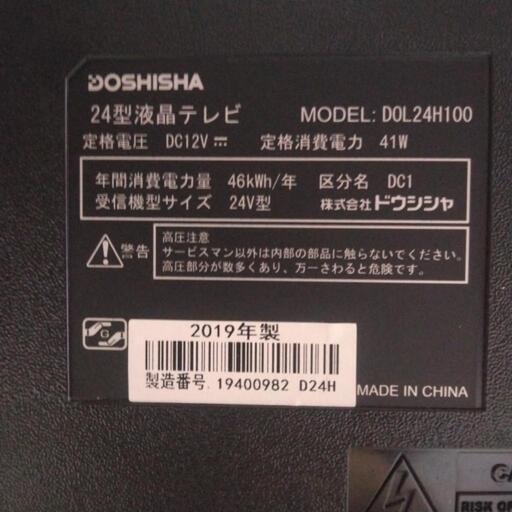 DOSHISHA
24型液晶テレビ MODEL: DOL24H100
定格電圧 DC12V 定格消費電力 41W
年間消費電力量 46kWh/年 区分名 DC1
受信機型サイズ 24V型 株式会社ドウシシャ
警告
高圧注意
サービスマン以外は内部の部品に触らないでください。
高圧部分が数多くあり、万一さわると危険です。
2019年製
製造番号. 19400982 D24H
MADE IN CHINA
RISK OF